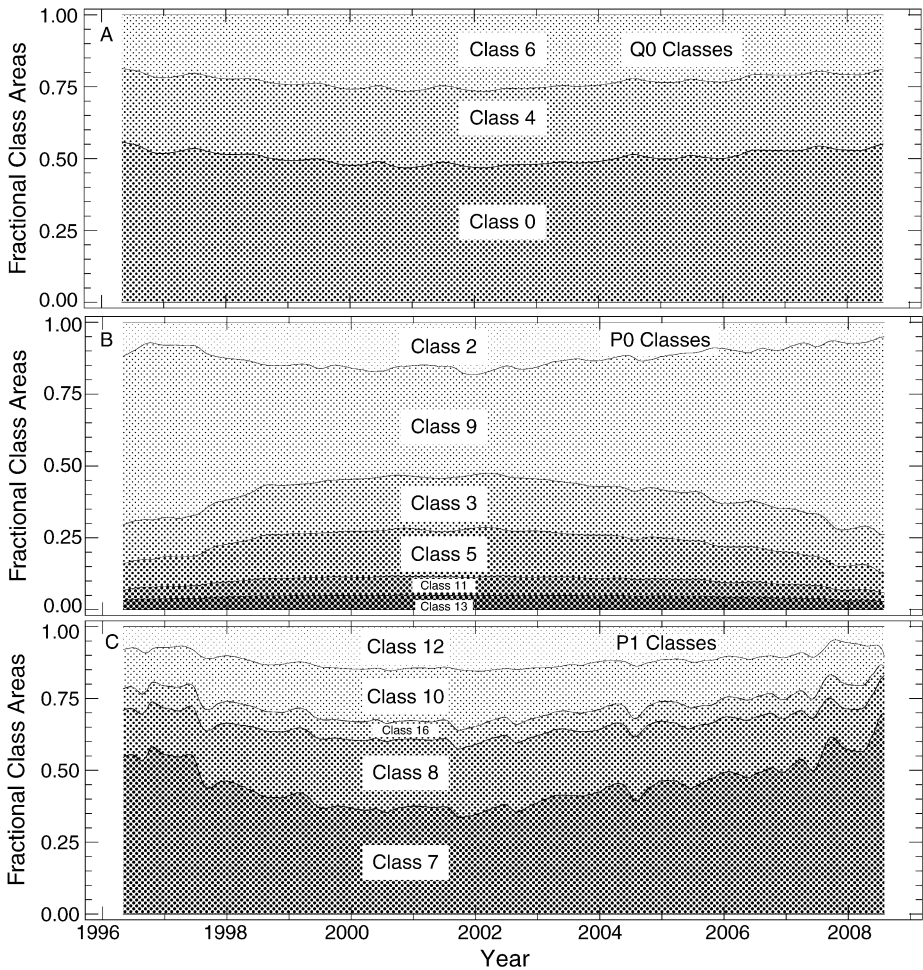 1.00
A
Class 6
Q0 Classes
0.75
Class 4
0.50
Class 0
0.25
0.00
Fractional Class Areas
1.00
B
Class 2
P0 Classes
0.75
Class 9
0.50
Class 3
0.25
Class 5
Class 11
0.00
Class 13
Fractional Class Areas
1.00
C
Class 12
P1 Classes
0.75
Class 10
Class 16
0.50
Class 8
0.25
Class 7
0.00
Fractional Class Areas
1996 1998 2000 2002 2004 2006 2008
Year